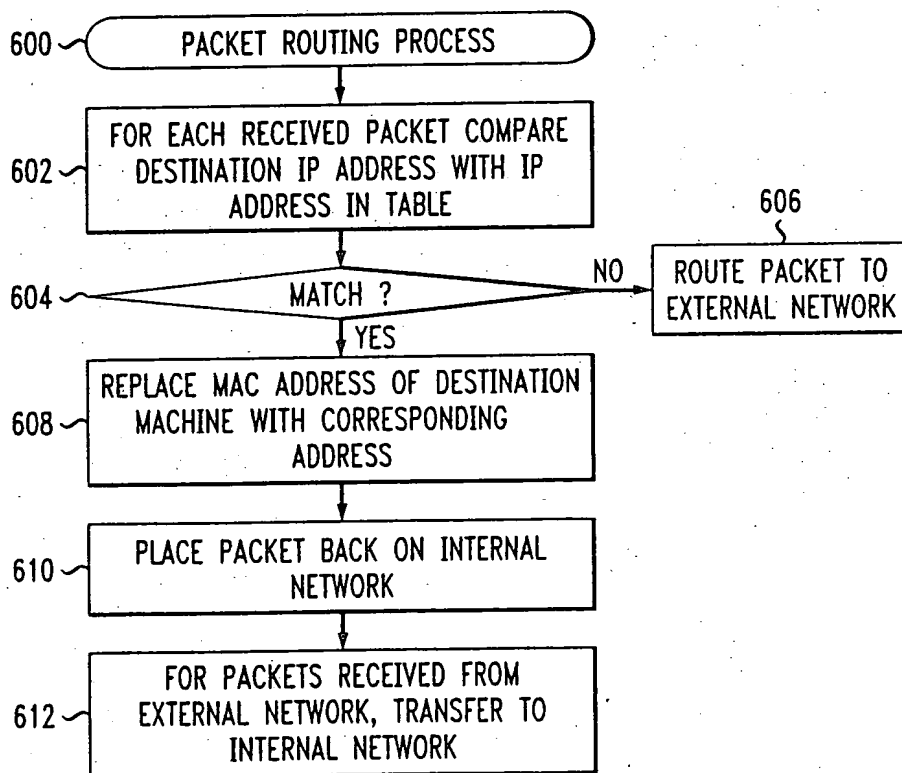 600
PACKET ROUTING PROCESS
602
FOR EACH RECEIVED PACKET COMPARE
DESTINATION IP ADDRESS WITH IP
ADDRESS IN TABLE
604
MATCH ?
NO
606
ROUTE PACKET TO
EXTERNAL NETWORK
YES
608
REPLACE MAC ADDRESS OF DESTINATION
MACHINE WITH CORRESPONDING
ADDRESS
610
PLACE PACKET BACK ON INTERNAL
NETWORK
612
FOR PACKETS RECEIVED FROM
EXTERNAL NETWORK, TRANSFER TO
INTERNAL NETWORK